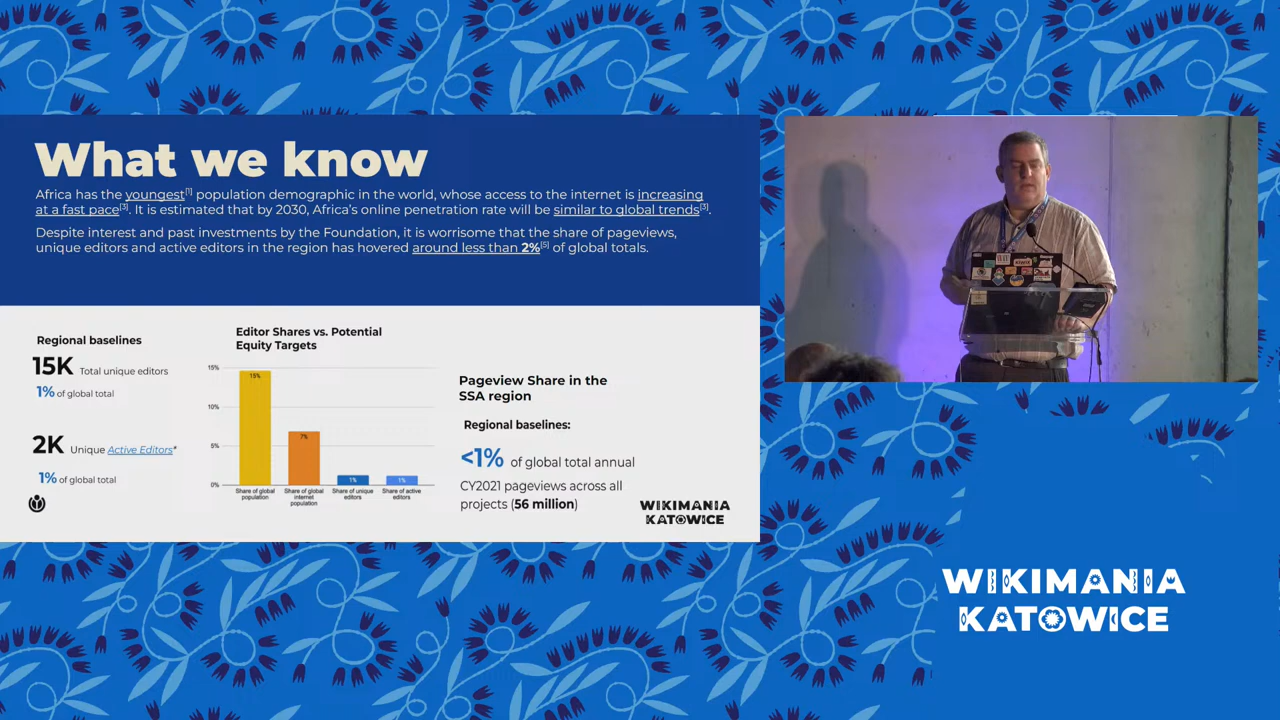 What we know
Africa has the youngest[1] population demographic in the world, whose access to the internet is increasing
at a fast pace[3]. It is estimated that by 2030, Africa's online penetration rate will be similar to global trends[3].
Despite interest and past investments by the Foundation, it is worrisome that the share of pageviews,
unique editors and active editors in the region has hovered around less than 2%[5] of global totals.
Regional baselines
15K Total unique editors
1% of global total
2K Unique Active Editors*
1% of global total
Editor Shares vs. Potential
Equity Targets
15%
10%
5%
0%
15%
7%
1%
1%
Share of global
population
Share of global
internet
population
Share of unique
editors
Share of active
editors
Pageview Share in the
SSA region
Regional baselines:
<1% of global total annual
CY2021 pageviews across all
projects (56 million)
WIKIMANIA
KATOWICE
WIKIMANIA
KATOWICE